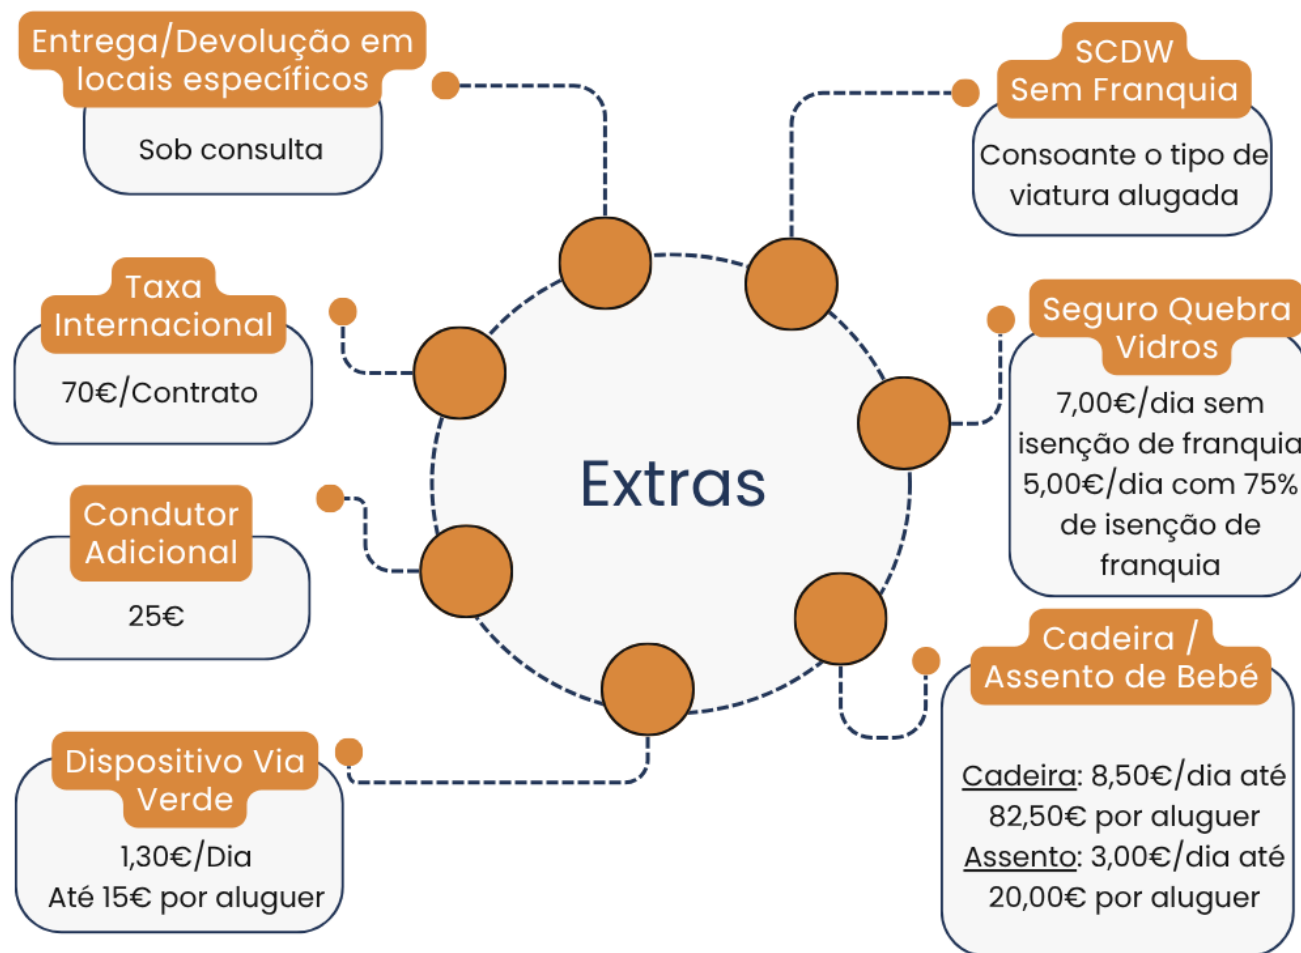 Entrega/Devolução em
locais específicos
Sob consulta
SCDW
Sem Franquia
Consoante o tipo de
viatura alugada
Taxa
Internacional
70€/Contrato
Seguro Quebra
Vidros
7,00€/dia sem
isenção de franquia
5,00€/dia com 75%
de isenção de
franquia
Extras
Condutor
Adicional
25€
Cadeira /
Assento de Bebé
Cadeira: 8,50€/dia até
82,50€ por aluguer
Assento: 3,00€/dia até
20,00€ por aluguer
Dispositivo Via
Verde
1,30€/Dia
Até 15€ por aluguer